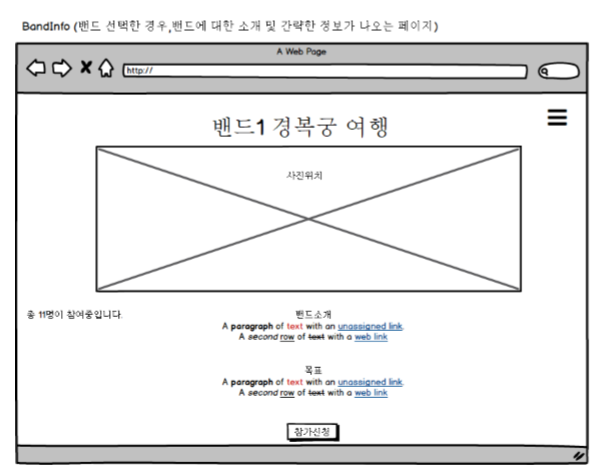 BandInfo (밴드 선택한 경우,밴드에 대한 소개 및 간략한 정보가 나오는 페이지)
A Web Page
http://
밴드1 경복궁 여행
사진위치
총 11명이 참여중입니다.
밴드소개
A paragraph of text with an unassigned link.
A second row of text with a web link
목표
A paragraph of text with an unassigned link.
A second row of text with a web link
참가신청